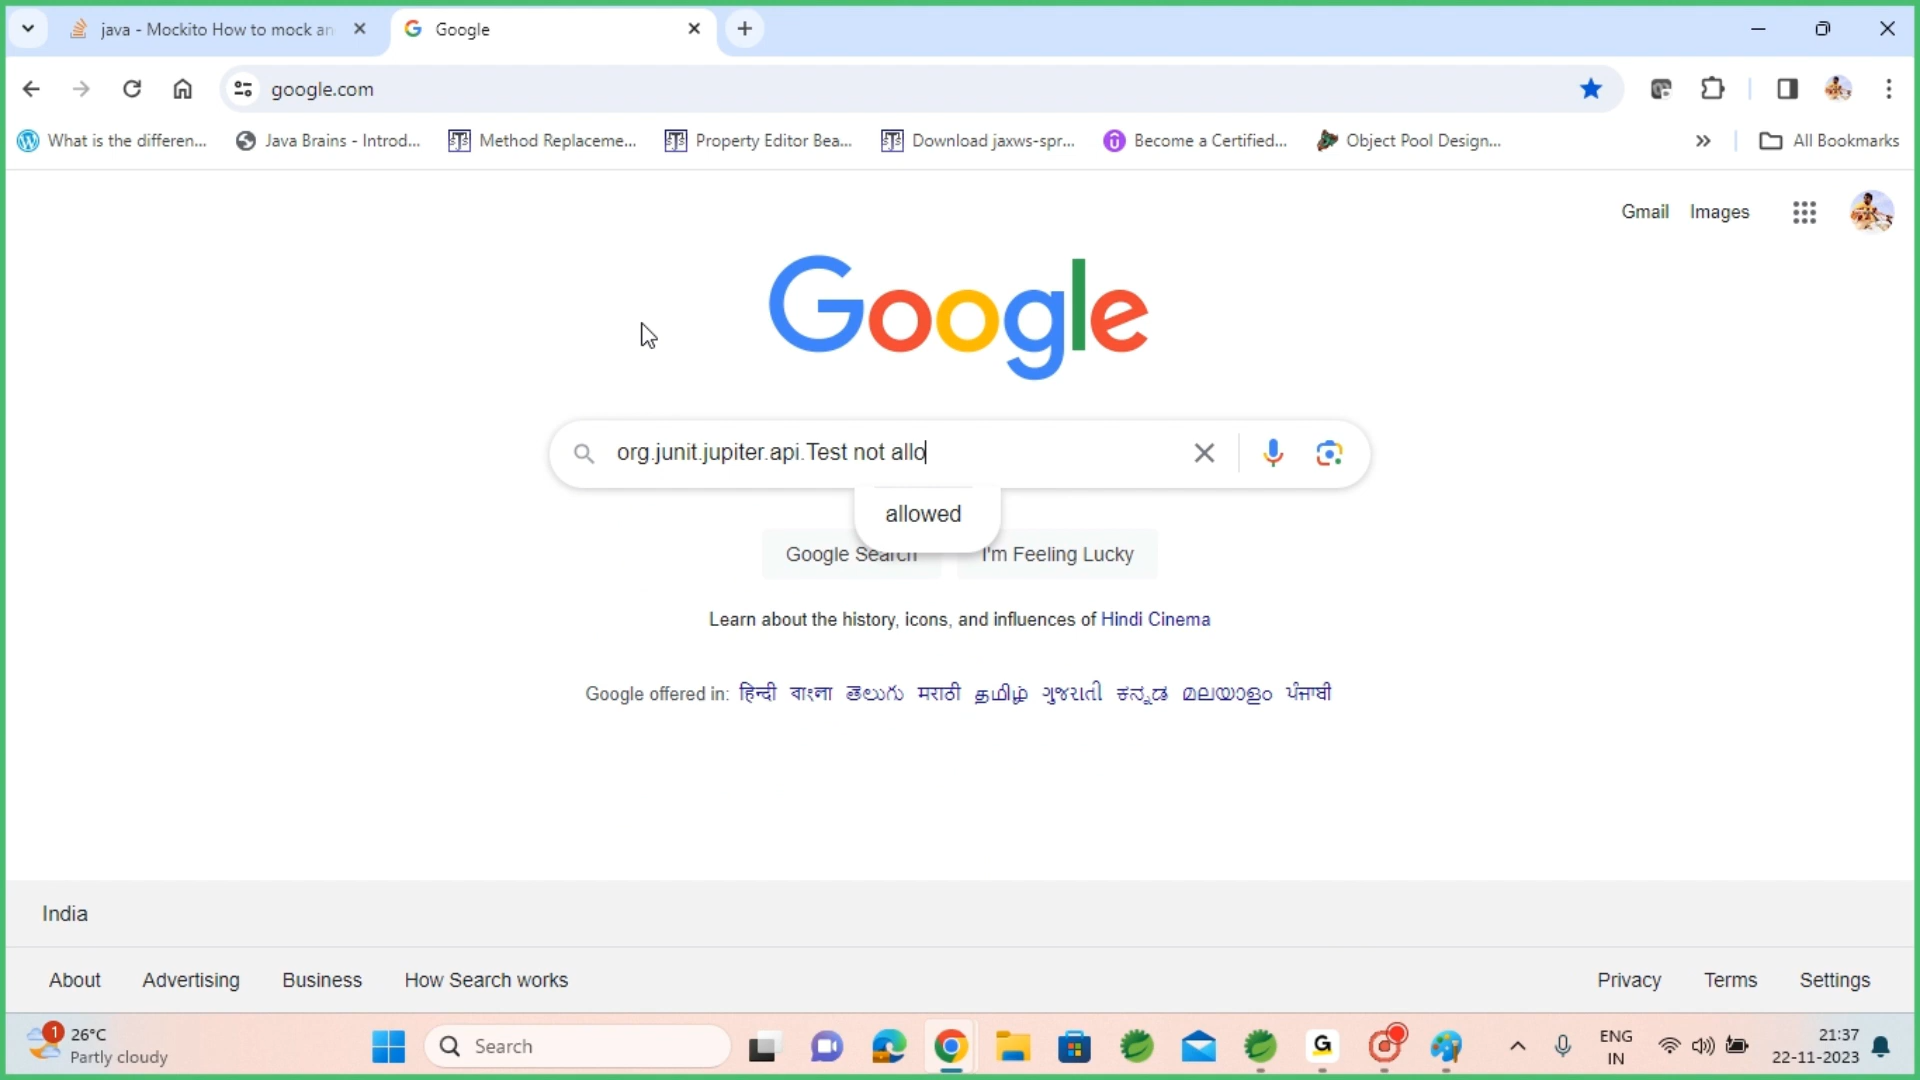 java - Mockito How to mock an
Google
google.com
What is the differen...
Java Brains - Introd...
Method Replaceme...
Property Editor Bea...
Download jaxws-spr...
Become a Certified...
Object Pool Design...
All Bookmarks
Gmail
Images
Google
org.junit.jupiter.api.Test not allo
allowed
Google Search
I'm Feeling Lucky
Learn about the history, icons, and influences of Hindi Cinema
Google offered in: हिन्दी বাংলা తెలుగు मराठी தமிழ் ગુજરાતી ಕನ್ನಡ മലയാളം ਪੰਜਾਬੀ
India
About
Advertising
Business
How Search works
Privacy
Terms
Settings
1
26°C
Partly cloudy
Search
G
ENG
IN
21:37
22-11-2023